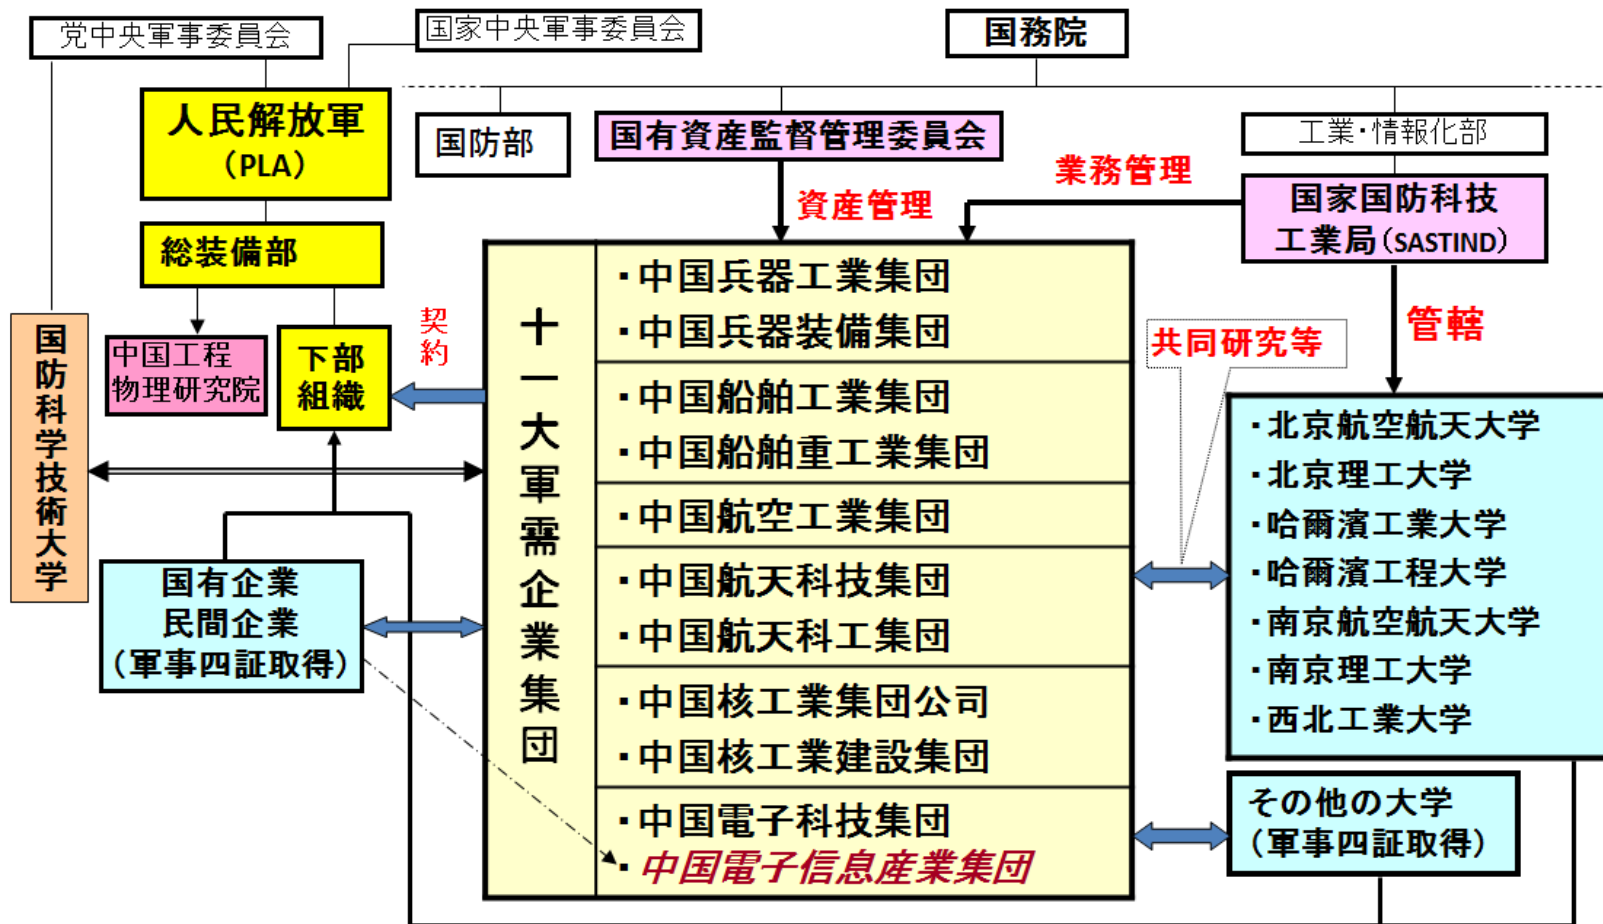 党中央軍事委員会
国家中央軍事委員会
国務院
人民解放軍
(PLA)
国防部
国有資産監督管理委員会
工業・情報化部
業務管理
資産管理
国家国防科技
工業局(SASTIND)
総装備部
管轄
契約
共同研究等
国防科学技術大学
中国工程
物理研究院
下部
組織
十一大軍需企業集団
・中国兵器工業集団
・中国兵器装備集団
・中国船舶工業集団
・中国船舶重工業集団
・中国航空工業集団
・中国航天科技集団
・中国航天科工集団
・中国核工業集団公司
・中国核工業建設集団
・中国電子科技集団
・中国電子信息産業集団
・北京航空航天大学
・北京理工大学
・哈爾濱工業大学
・哈爾濱工程大学
・南京航空航天大学
・南京理工大学
・西北工業大学
国有企業
民間企業
(軍事四証取得)
その他の大学
(軍事四証取得)